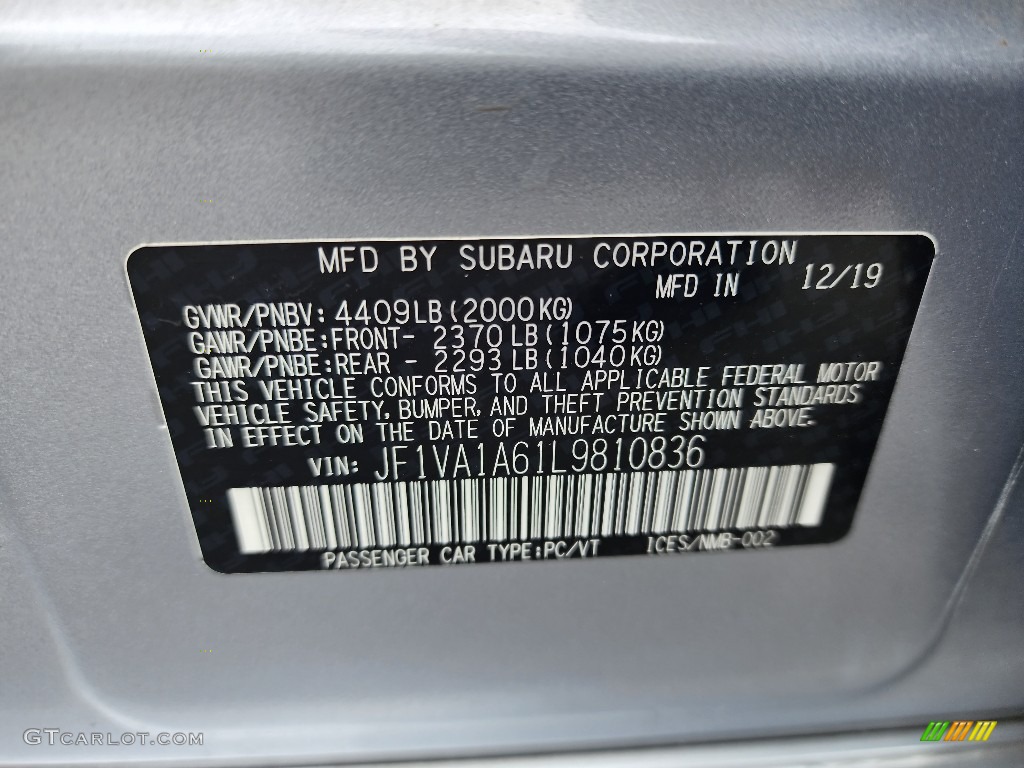 MFD BY SUBARU CORPORATION
MFD IN 12/19
GVWR/PNBV: 4409LB(2000KG)
GAWR/PNBE:FRONT- 2370LB(1075KG)
GAWR/PNBE:REAR - 2293LB(1040KG)
THIS VEHICLE CONFORMS TO ALL APPLICABLE FEDERAL MOTOR
VEHICLE SAFETY, BUMPER, AND THEFT PREVENTION STANDARDS
IN EFFECT ON THE DATE OF MANUFACTURE SHOWN ABOVE.
VIN: JF1VA1A61L9810836
PASSENGER CAR TYPE:PC/VT ICES/NMB-002
GTCARLOT.COM